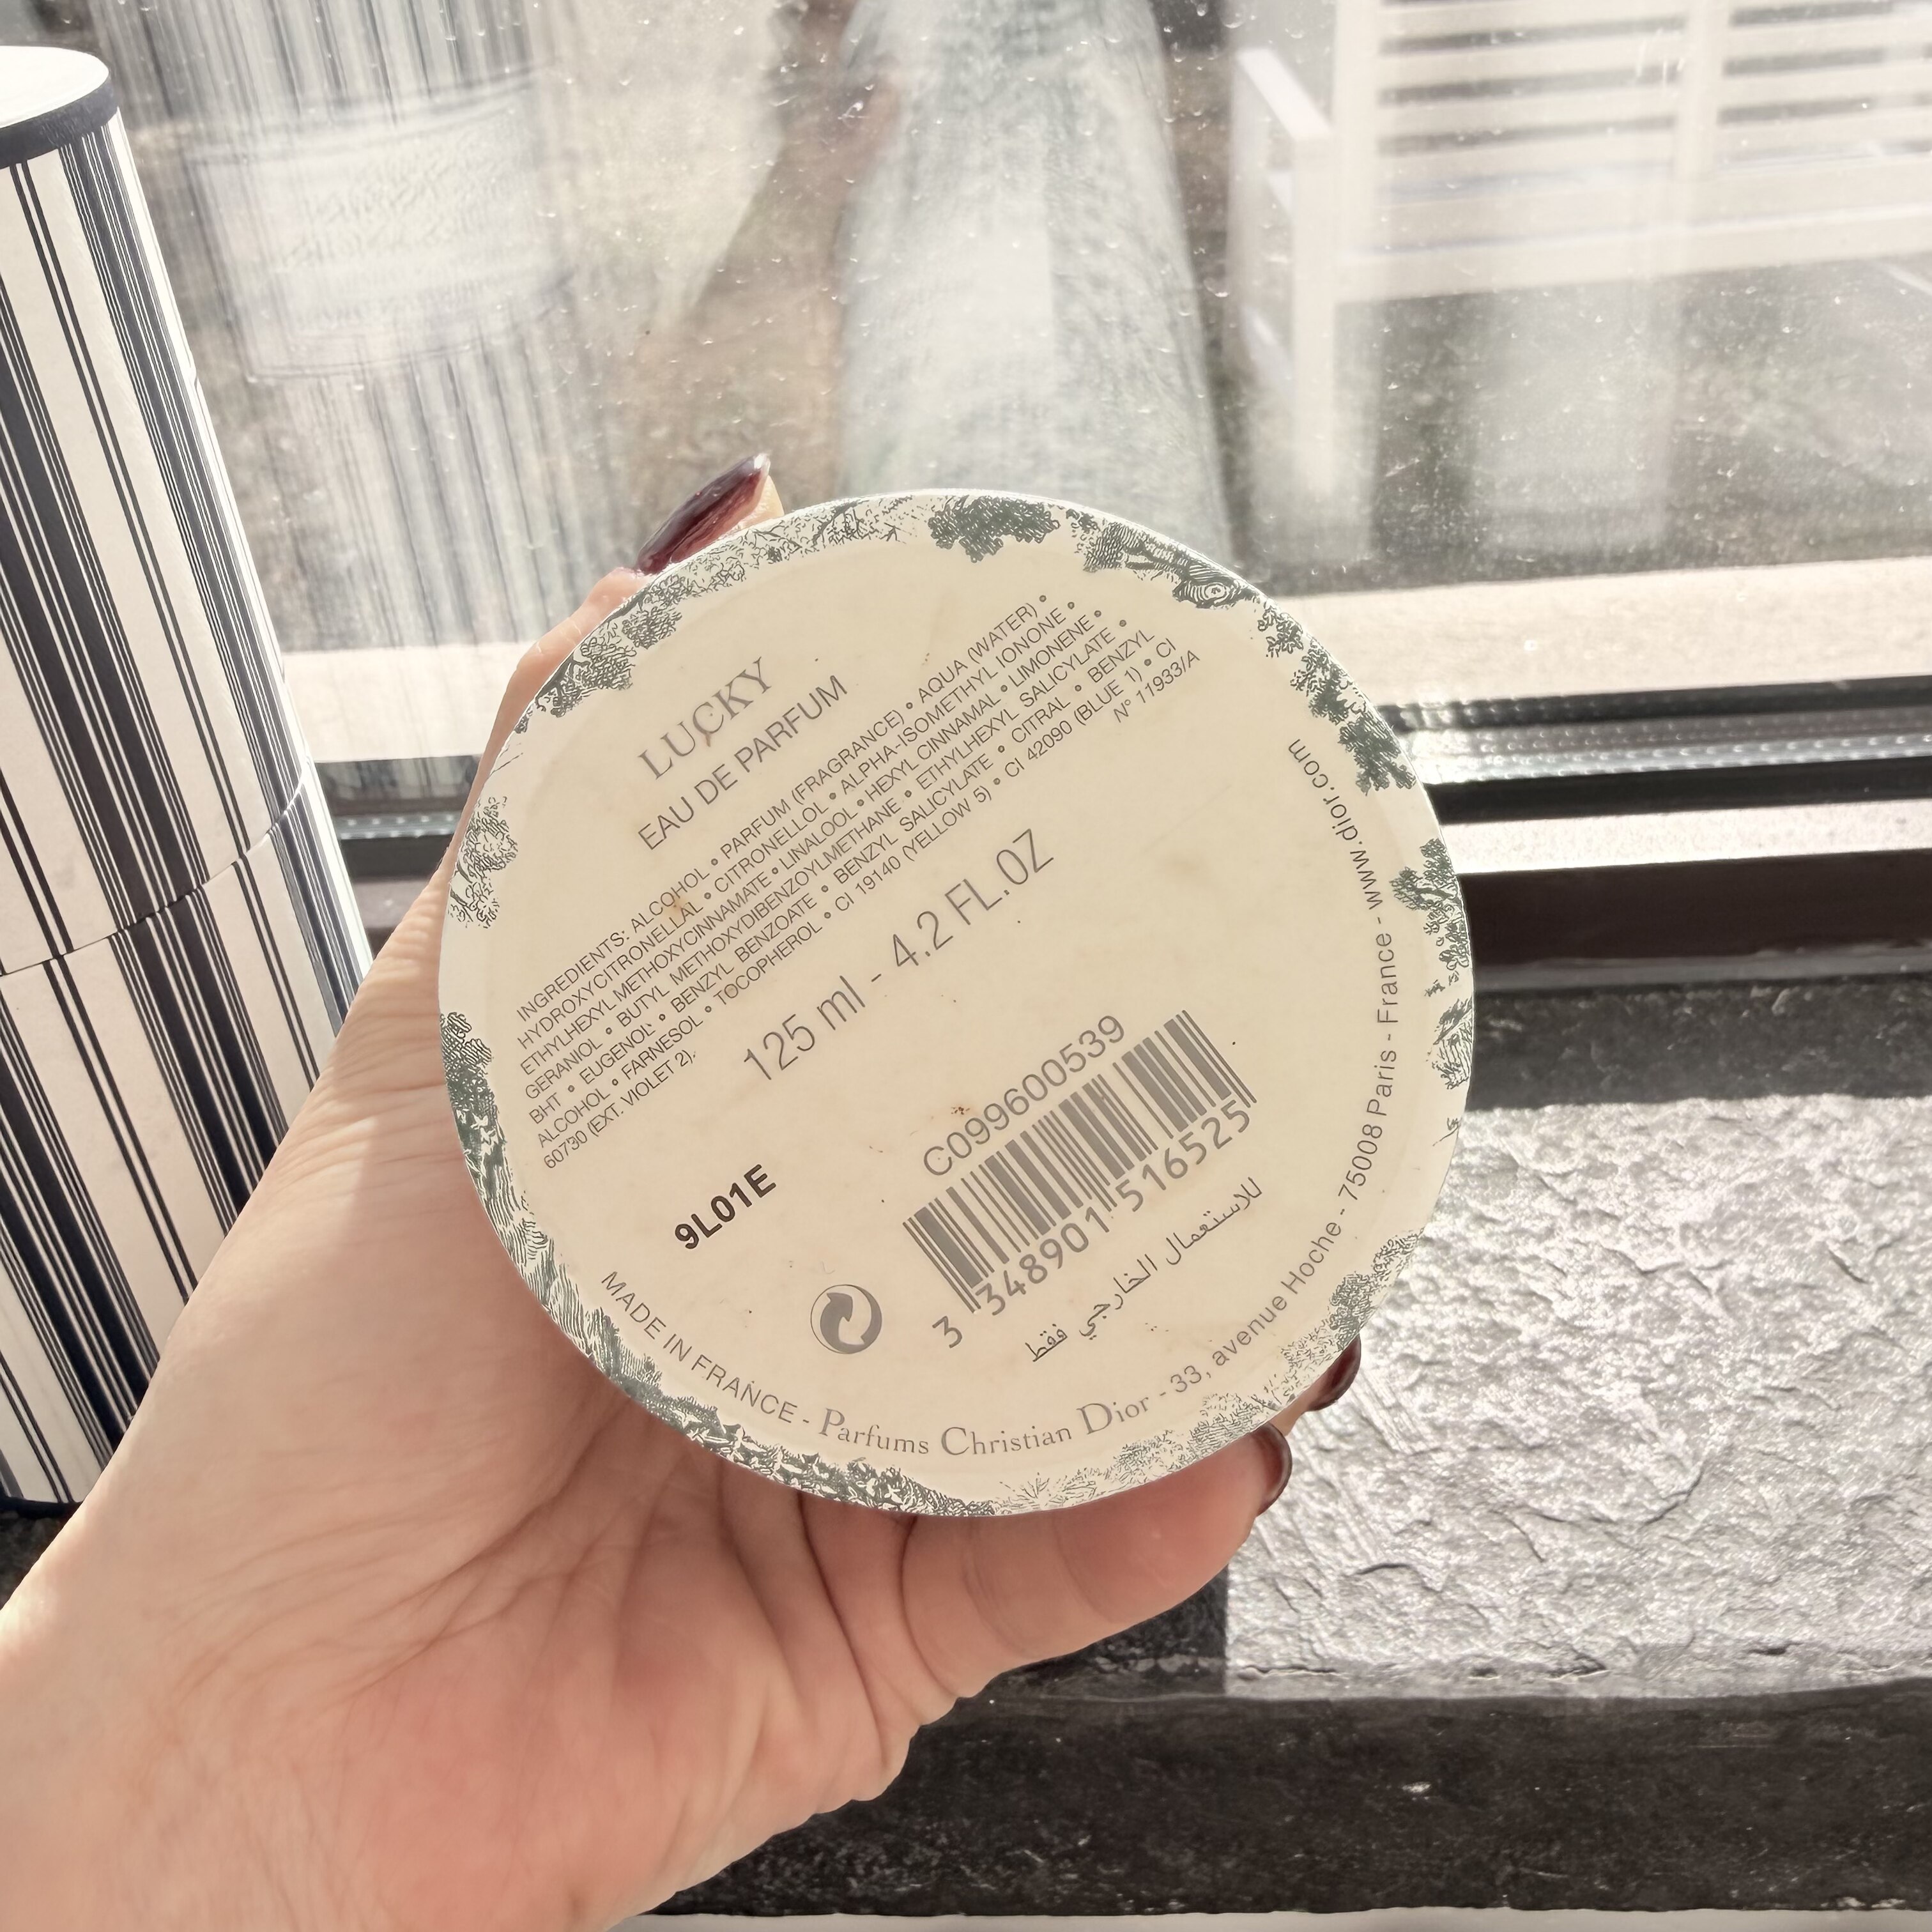 LUCKY
EAU DE PARFUM
INGREDIENTS: ALCOHOL • PARFUM (FRAGRANCE) • AQUA (WATER) •
HYDROXYCITRONELLAL • CITRONELLOL • ALPHA-ISOMETHYL IONONE •
ETHYLHEXYL METHOXYCINNAMATE • LINALOOL • HEXYL CINNAMAL • LIMONENE •
GERANIOL • BUTYL METHOXYDIBENZOYLMETHANE • ETHYLHEXYL SALICYLATE •
BHT • EUGENOL • BENZYL BENZOATE • BENZYL SALICYLATE • CITRAL • BENZYL
ALCOHOL • FARNESOL • TOCOPHEROL • CI 19140 (YELLOW 5) • CI 42090 (BLUE 1) • CI
60730 (EXT. VIOLET 2).
N° 11933/A
125 ml - 4.2 FL.OZ
C099600539
3 348901 516525
9L01E
للاستعمال الخارجي فقط
MADE IN FRANCE - Parfums Christian Dior - 33, avenue Hoche - 75008 Paris - France - www.dior.com